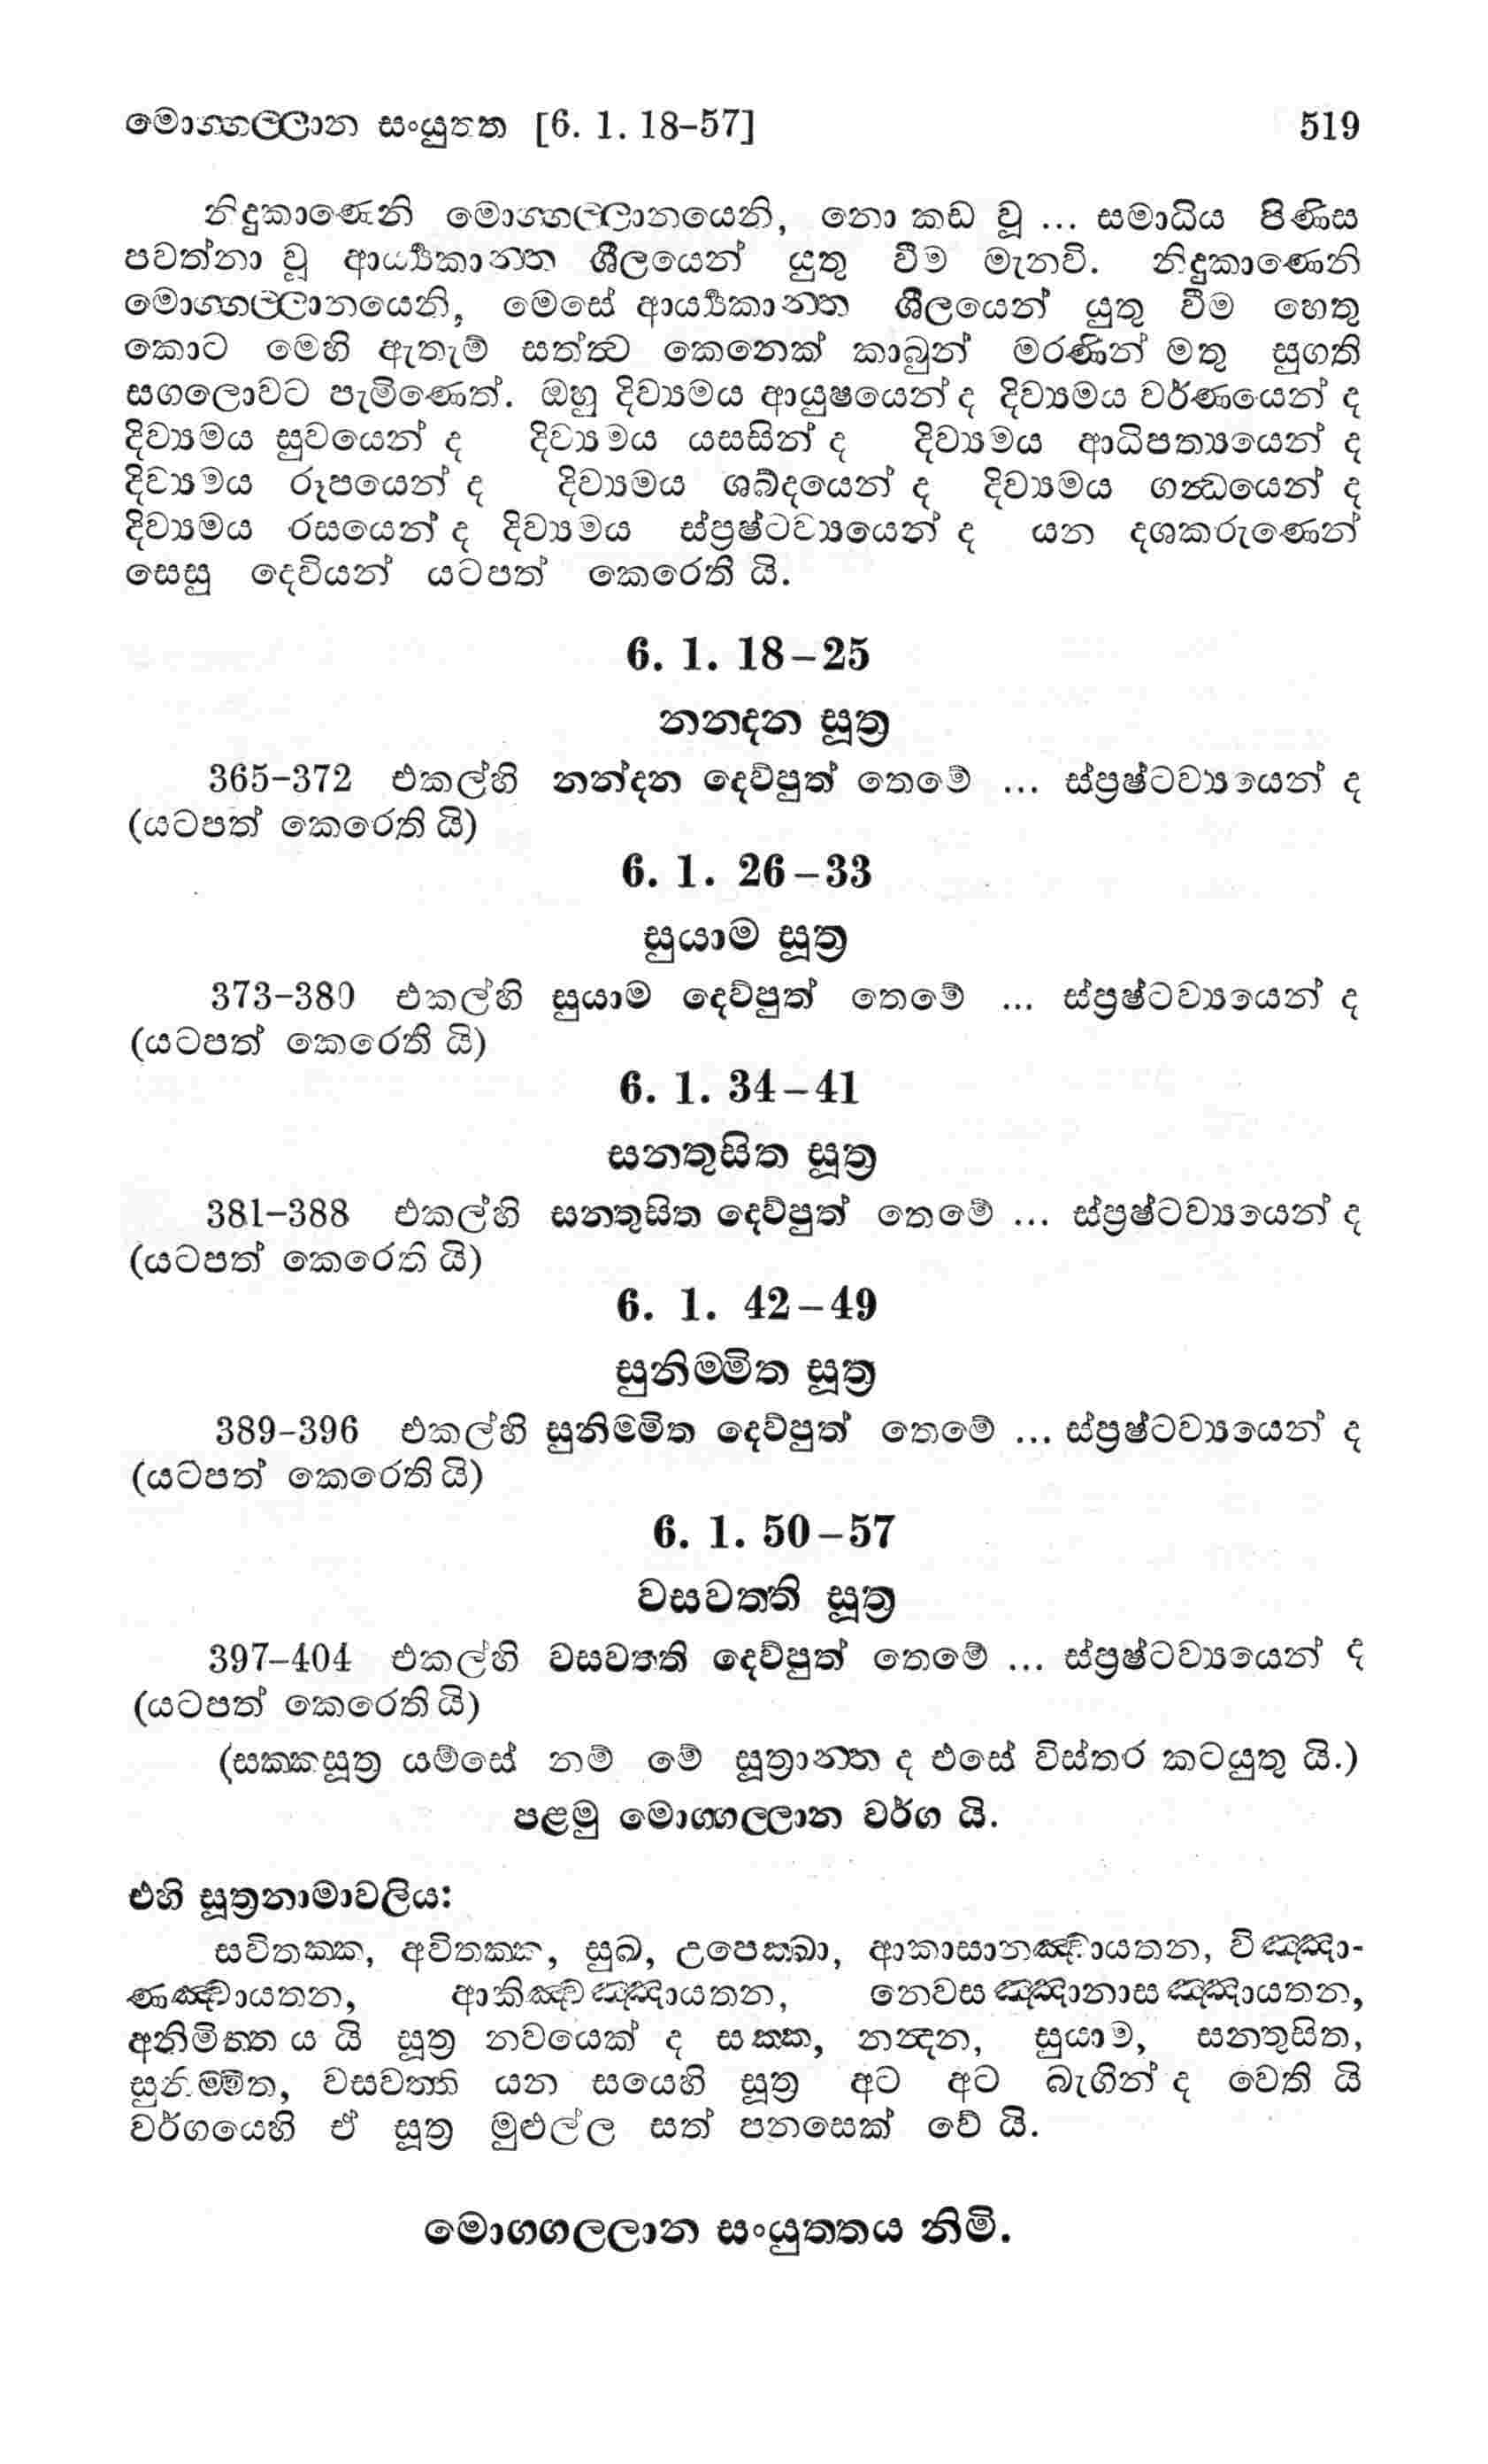 මොග්ගල්ලාන සංයුත්ත [6. 1. 18-57] 519
නිදුකාණෙනි මොග්ගල්ලානයෙනි, නො කඩ වූ ... සමාධිය පිණිස
පවත්නා වූ ආර්‍ය්‍යකාන්ත ශීලයෙන් යුතු වීම මැනවි. නිදුකාණෙනි
මොග්ගල්ලානයෙනි, මෙසේ ආර්‍ය්‍යකාන්ත ශීලයෙන් යුතු වීම හෙතු
කොට මෙහි ඇතැම් සත්ත්‍ව කෙනෙක් කාබුන් මරණින් මතු සුගති
සගලොවට පැමිණෙත්. ඔහු දිව්‍යමය ආයුෂයෙන් ද දිව්‍යමය වර්ණයෙන් ද
දිව්‍යමය සුවයෙන් ද දිව්‍යමය යසසින් ද දිව්‍යමය ආධිපත්‍යයෙන් ද
දිව්‍යමය රූපයෙන් ද දිව්‍යමය ශබ්දයෙන් ද දිව්‍යමය ගන්‍ධයෙන් ද
දිව්‍යමය රසයෙන් ද දිව්‍යමය ස්ප්‍රෂ්ටව්‍යයෙන් ද යන දශකරුණෙන්
සෙසු දෙවියන් යටපත් කෙරෙති යි.
6. 1. 18-25
නන්දන සූත්‍ර
365-372 එකල්හි නන්දන දෙව්පුත් තෙමේ ... ස්ප්‍රෂ්ටව්‍යයෙන් ද
(යටපත් කෙරෙති යි)
6. 1. 26-33
සුයාම සූත්‍ර
373-380 එකල්හි සුයාම දෙව්පුත් තෙමේ ... ස්ප්‍රෂ්ටව්‍යයෙන් ද
(යටපත් කෙරෙති යි)
6. 1. 34-41
සන්තුසිත සූත්‍ර
381-388 එකල්හි සන්තුසිත දෙව්පුත් තෙමේ ... ස්ප්‍රෂ්ටව්‍යයෙන් ද
(යටපත් කෙරෙති යි)
6. 1. 42-49
සුනිම්මිත සූත්‍ර
389-396 එකල්හි සුනිම්මිත දෙව්පුත් තෙමේ ... ස්ප්‍රෂ්ටව්‍යයෙන් ද
(යටපත් කෙරෙති යි)
6. 1. 50-57
වසවත්ති සූත්‍ර
397-404 එකල්හි වසවත්ති දෙව්පුත් තෙමේ ... ස්ප්‍රෂ්ටව්‍යයෙන් ද
(යටපත් කෙරෙති යි)
(සක්කසූත්‍ර යම්සේ නම් මේ සූත්‍රාන්ත ද එසේ විස්තර කටයුතු යි.)
පළමු මොග්ගල්ලාන වර්ග යි.
එහි සූත්‍රනාමාවලිය:
සවිතක්ක, අවිතක්ක, සුඛ, උපෙක්ඛා, ආකාසානඤ්චායතන, විඤ්ඤා-
ණඤ්චායතන, ආකිඤ්චඤ්ඤායතන, නෙවසඤ්ඤානාසඤ්ඤායතන,
අනිමිත්ත ය යි සූත්‍ර නවයෙක් ද සක්ක, නන්‍දන, සුයාම, සන්තුසිත,
සුනිම්මිත, වසවත්ති යන සයෙහි සූත්‍ර අට අට බැගින් ද වෙති යි
වර්ගයෙහි ඒ සූත්‍ර මුළුල්ල සත් පනසෙක් වේ යි.
මොග්ගල්ලාන සංයුත්තය නිමි.